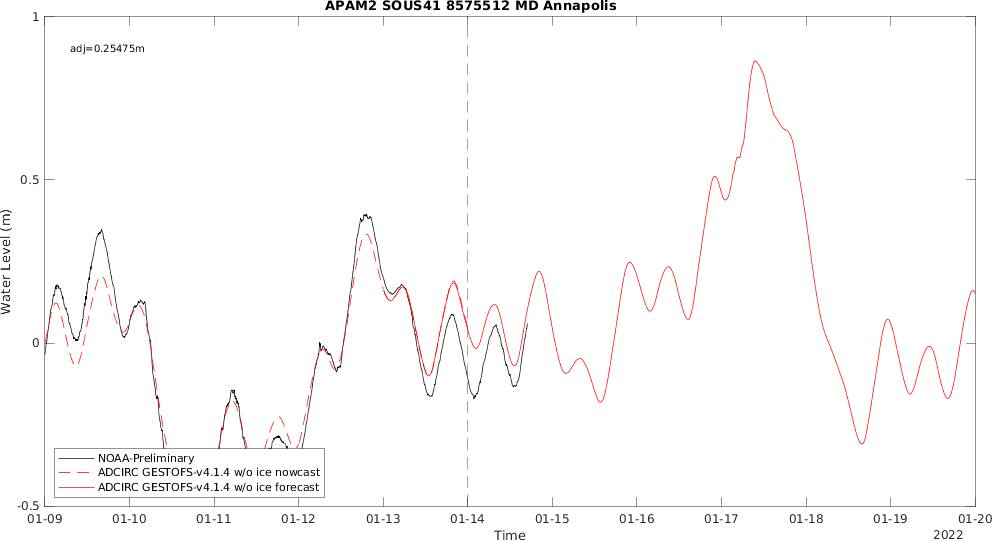 APAM2 SOUS41 8575512 MD Annapolis
1
adj=0.25475m
0.5
Water Level (m)
0
NOAA-Preliminary
ADCIRC GESTOFS-v4.1.4 w/o ice nowcast
ADCIRC GESTOFS-v4.1.4 w/o ice forecast
-0.5
01-09 01-10 01-11 01-12 01-13 01-14 01-15 01-16 01-17 01-18 01-19 01-20
Time
2022